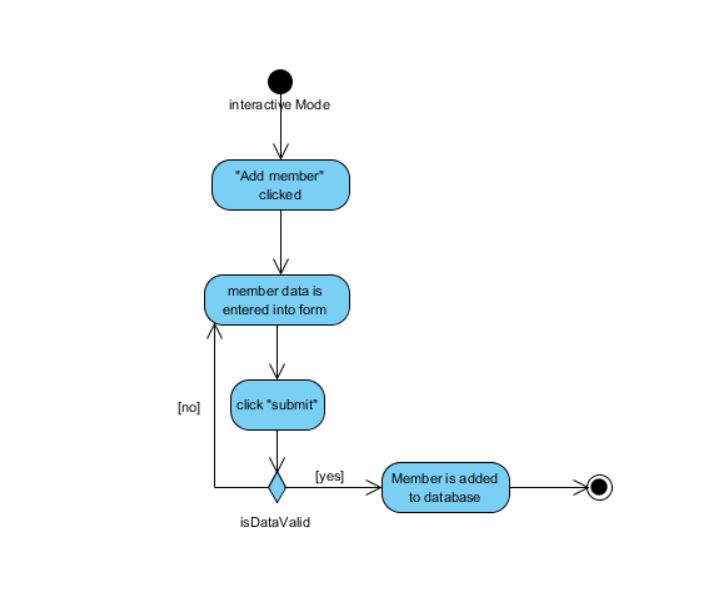 interactive Mode
"Add member"
clicked
member data is
entered into form
[no]
click "submit"
[yes]
Member is added
to database
isDataValid